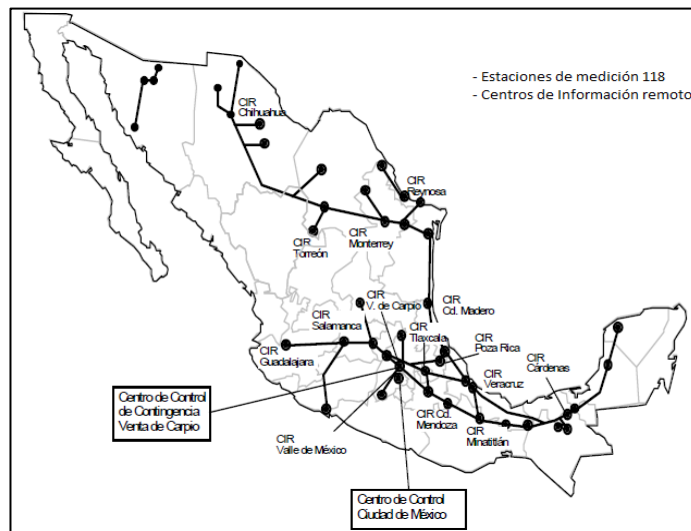 - Estaciones de medición 118
- Centros de Información remoto
CIR
Chihuahua
CIR
Reynosa
CIR
Torreón
CIR
Monterrey
CIR
V. de Carpio
CIR
Cd. Madero
CIR
Salamanca
CIR
Tlaxcala
CIR
Poza Rica
CIR
Guadalajara
CIR
Cárdenas
CIR
Veracruz
Centro de Control
de Contingencia
Venta de Carpio
CIR Cd.
Mendoza
CIR
Minatitlán
CIR
Valle de México
Centro de Control
Ciudad de México